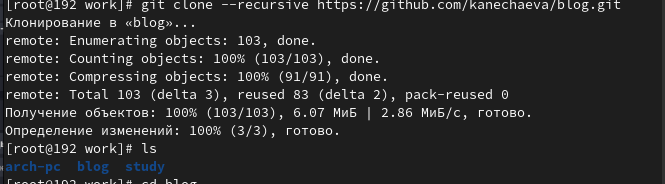 [root@192 work]# git clone --recursive https://github.com/kanechaeva/blog.git
Клонирование в «blog»...
remote: Enumerating objects: 103, done.
remote: Counting objects: 100% (103/103), done.
remote: Compressing objects: 100% (91/91), done.
remote: Total 103 (delta 3), reused 83 (delta 2), pack-reused 0
Получение объектов: 100% (103/103), 6.07 МиБ | 2.86 МиБ/с, готово.
Определение изменений: 100% (3/3), готово.
[root@192 work]# ls
arch-pc blog study
[root@192 work]# cd blog